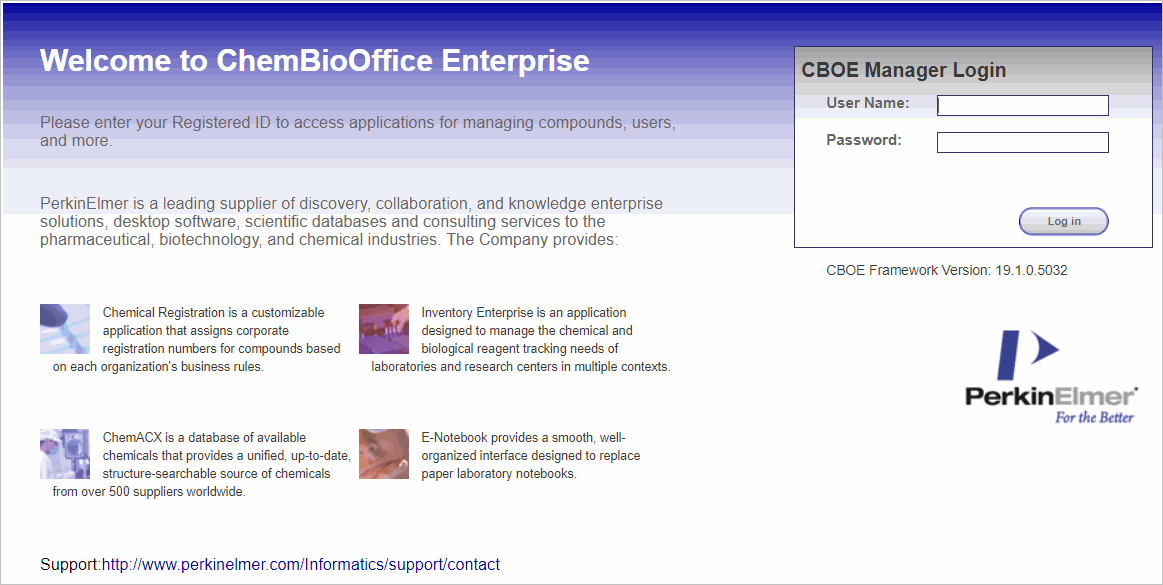 Welcome to ChemBioOffice Enterprise
Please enter your Registered ID to access applications for managing compounds, users,
and more.
PerkinElmer is a leading supplier of discovery, collaboration, and knowledge enterprise
solutions, desktop software, scientific databases and consulting services to the
pharmaceutical, biotechnology, and chemical industries. The Company provides:
Chemical Registration is a customizable
application that assigns corporate
registration numbers for compounds based
on each organization's business rules.
Inventory Enterprise is an application
designed to manage the chemical and
biological reagent tracking needs of
laboratories and research centers in multiple contexts.
ChemACX is a database of available
chemicals that provides a unified, up-to-date,
structure-searchable source of chemicals
from over 500 suppliers worldwide.
E-Notebook provides a smooth, well-
organized interface designed to replace
paper laboratory notebooks.
Support:http://www.perkinelmer.com/Informatics/support/contact
CBOE Manager Login
User Name:
Password:
Log in
CBOE Framework Version: 19.1.0.5032
PerkinElmer
For the Better